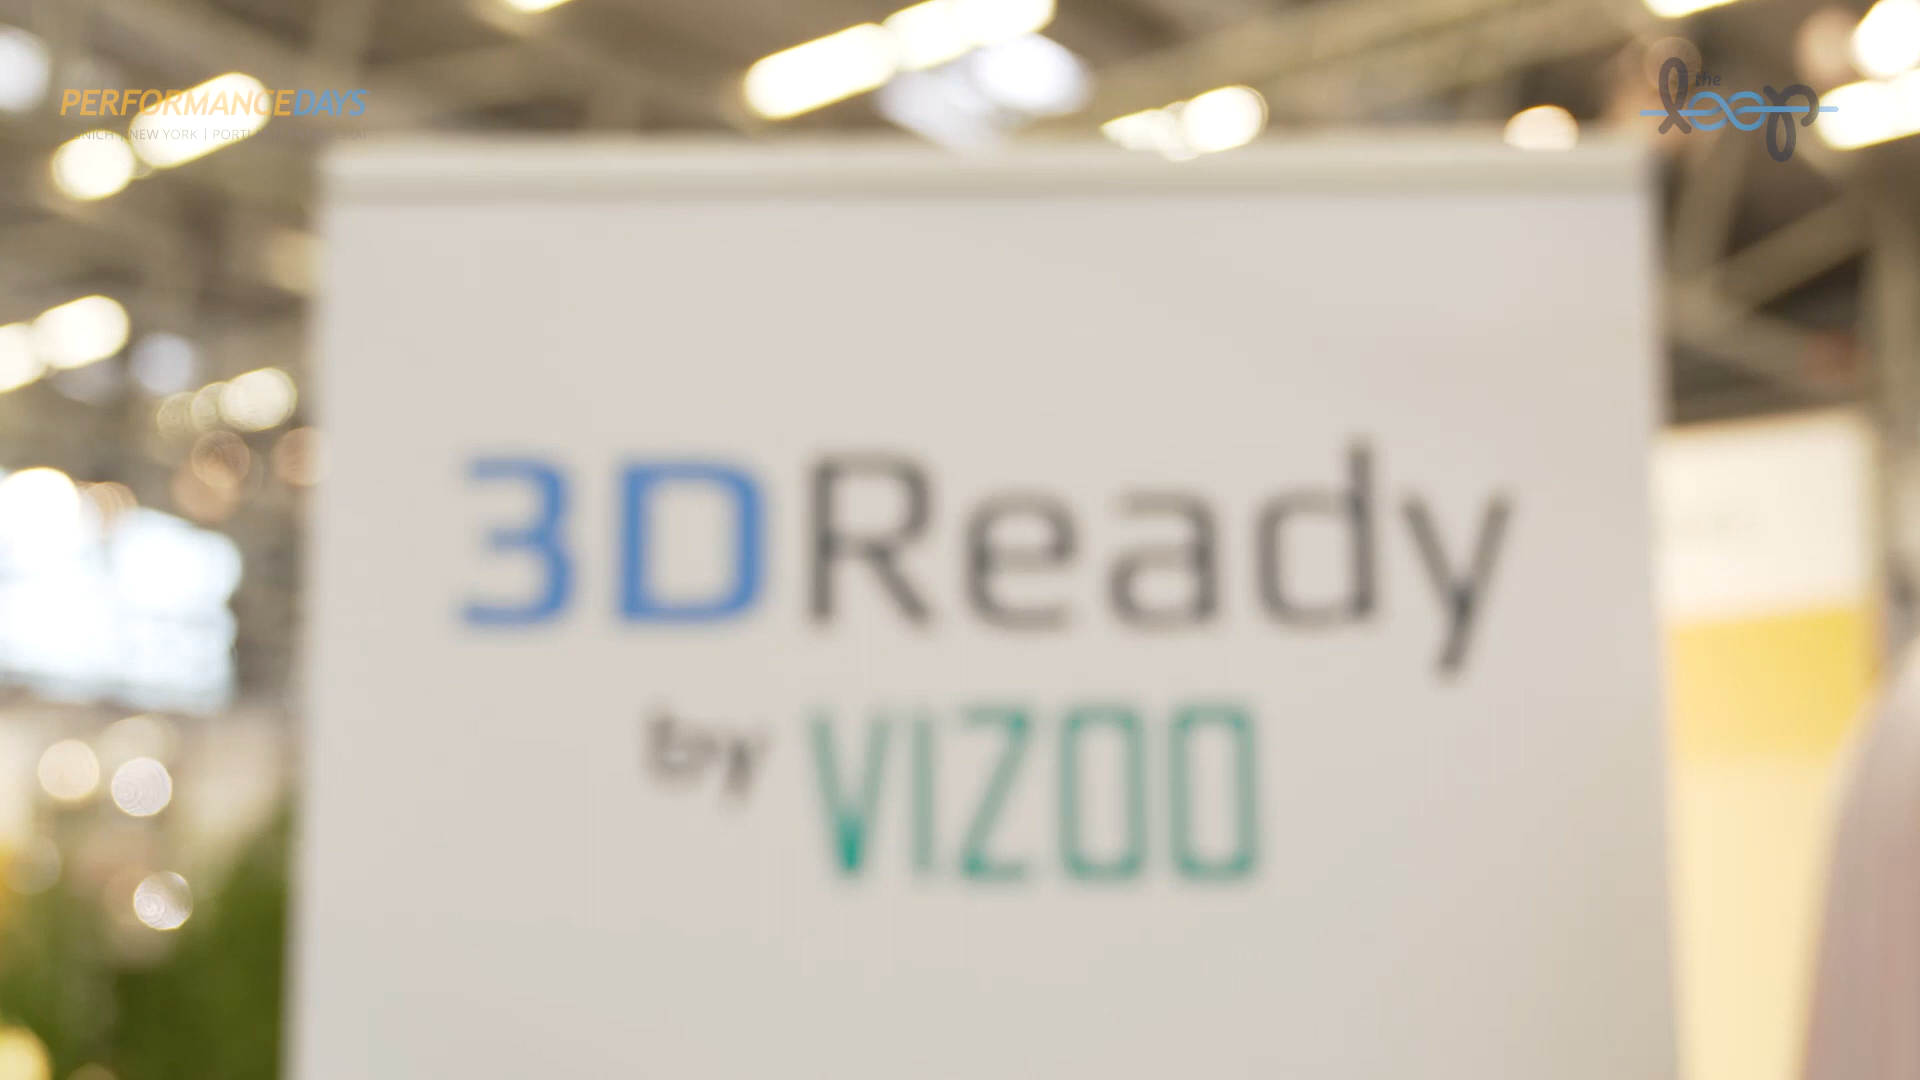 PERFORMANCEDAYS
NEW YORK
the
loop
3DReady
by VIZOO